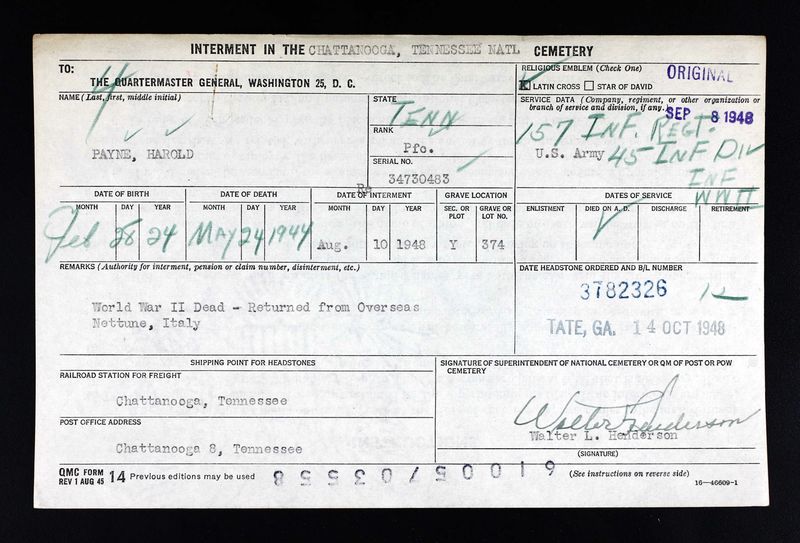 INTERMENT IN THE CHATTANOOGA, TENNESSEE NATL CEMETERY
TO:
THE QUARTERMASTER GENERAL, WASHINGTON 25, D. C.
4
RELIGIOUS EMBLEM (Check One)
ORIGINAL
X LATIN CROSS STAR OF DAVID
NAME (Last, first, middle initial)
PAYNE, HAROLD
STATE
TENN
RANK
Pfc.
SERIAL NO.
34730483
SERVICE DATA (Company, regiment, or other organization or
branch of service and division, if any.)
SEP 8 1948
157 INF. REGT.
U.S. Army 45 INF DIV
INF
WW II
DATE OF BIRTH
MONTH DAY YEAR
Feb 28 24
DATE OF DEATH
MONTH DAY YEAR
MAY 24 1944
Re
DATE OF INTERMENT
MONTH DAY YEAR
Aug. 10 1948
GRAVE LOCATION
SEC. OR PLOT
GRAVE OR LOT NO.
Y 374
DATES OF SERVICE
ENLISTMENT DIED ON A. D. DISCHARGE RETIREMENT
REMARKS (Authority for interment, pension or claim number, disinterment, etc.)
World War II Dead - Returned from Overseas
Nettune, Italy
DATE HEADSTONE ORDERED AND B/L NUMBER
3782326
TATE, GA. 14 OCT 1948
SHIPPING POINT FOR HEADSTONES
RAILROAD STATION FOR FREIGHT
Chattanooga, Tennessee
POST OFFICE ADDRESS
Chattanooga 8, Tennessee
SIGNATURE OF SUPERINTENDENT OF NATIONAL CEMETERY OR QM OF POST OR POW
CEMETERY
Walter L Henderson
Walter L. Henderson
(SIGNATURE)
QMC FORM
REV 1 AUG 45 14 Previous editions may be used
61005703558
(See instructions on reverse side)
16—46609-1